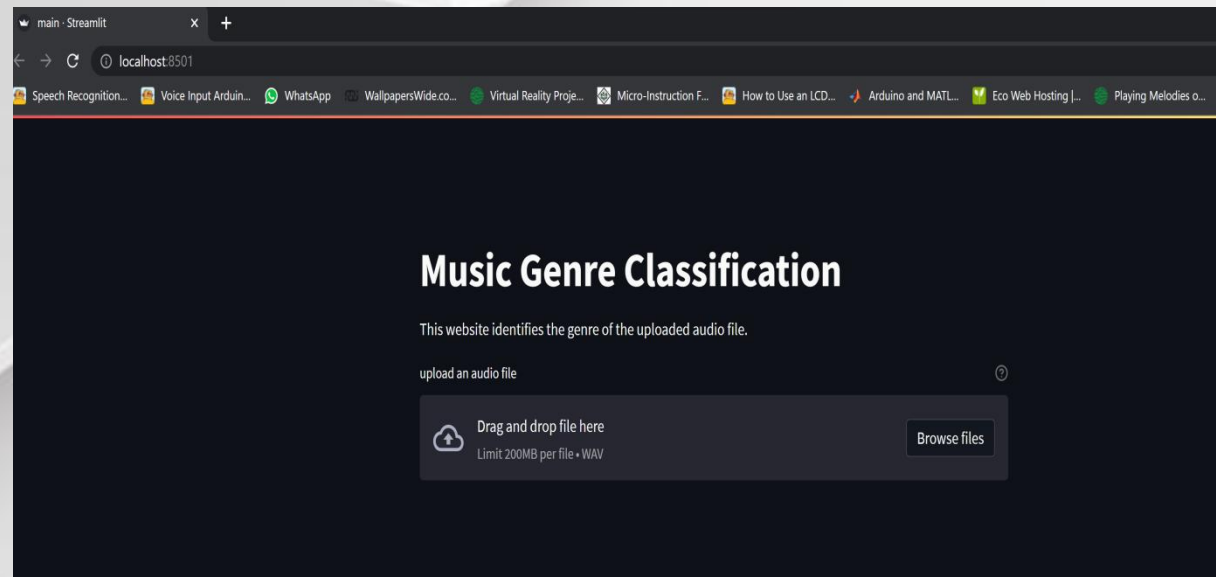 main · Streamlit
localhost:8501
Speech Recognition... Voice Input Arduin... WhatsApp WallpapersWide.co... Virtual Reality Proje... Micro-Instruction F... How to Use an LCD... Arduino and MATL... Eco Web Hosting |... Playing Melodies o...
Music Genre Classification
This website identifies the genre of the uploaded audio file.
upload an audio file
Drag and drop file here
Limit 200MB per file • WAV
Browse files